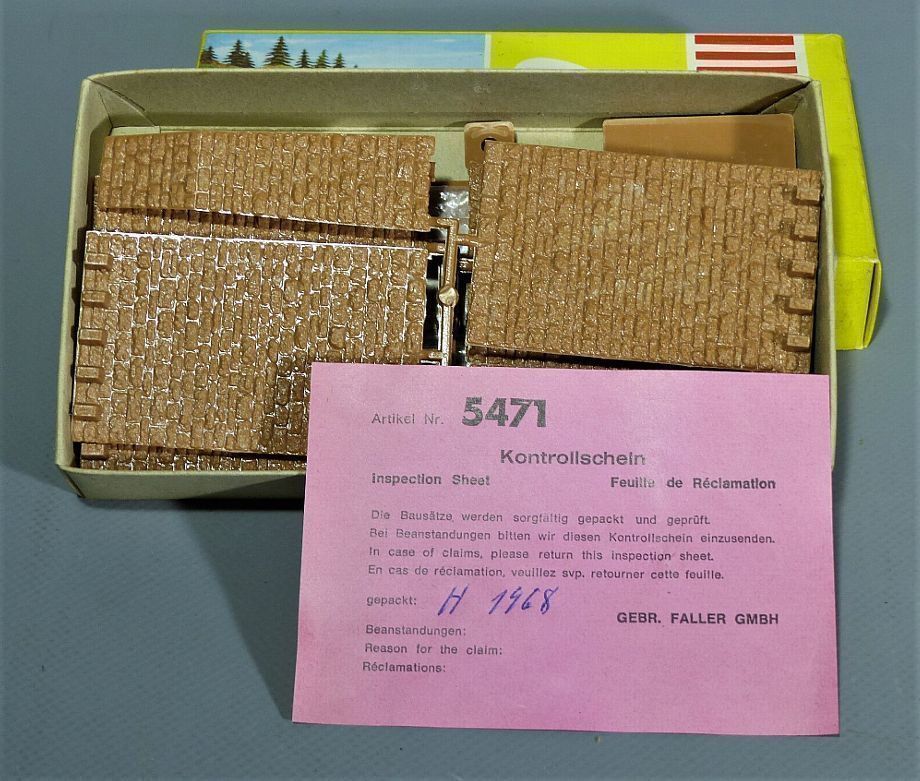 Artikel Nr. 5471
Kontrollschein
Inspection Sheet Feuille de Réclamation
Die Bausätze werden sorgfältig gepackt und geprüft.
Bei Beanstandungen bitten wir diesen Kontrollschein einzusenden.
In case of claims, please return this inspection sheet.
En cas de réclamation, veuillez svp. retourner cette feuille.
gepackt: H 1968
GEBR. FALLER GMBH
Beanstandungen:
Reason for the claim:
Réclamations: